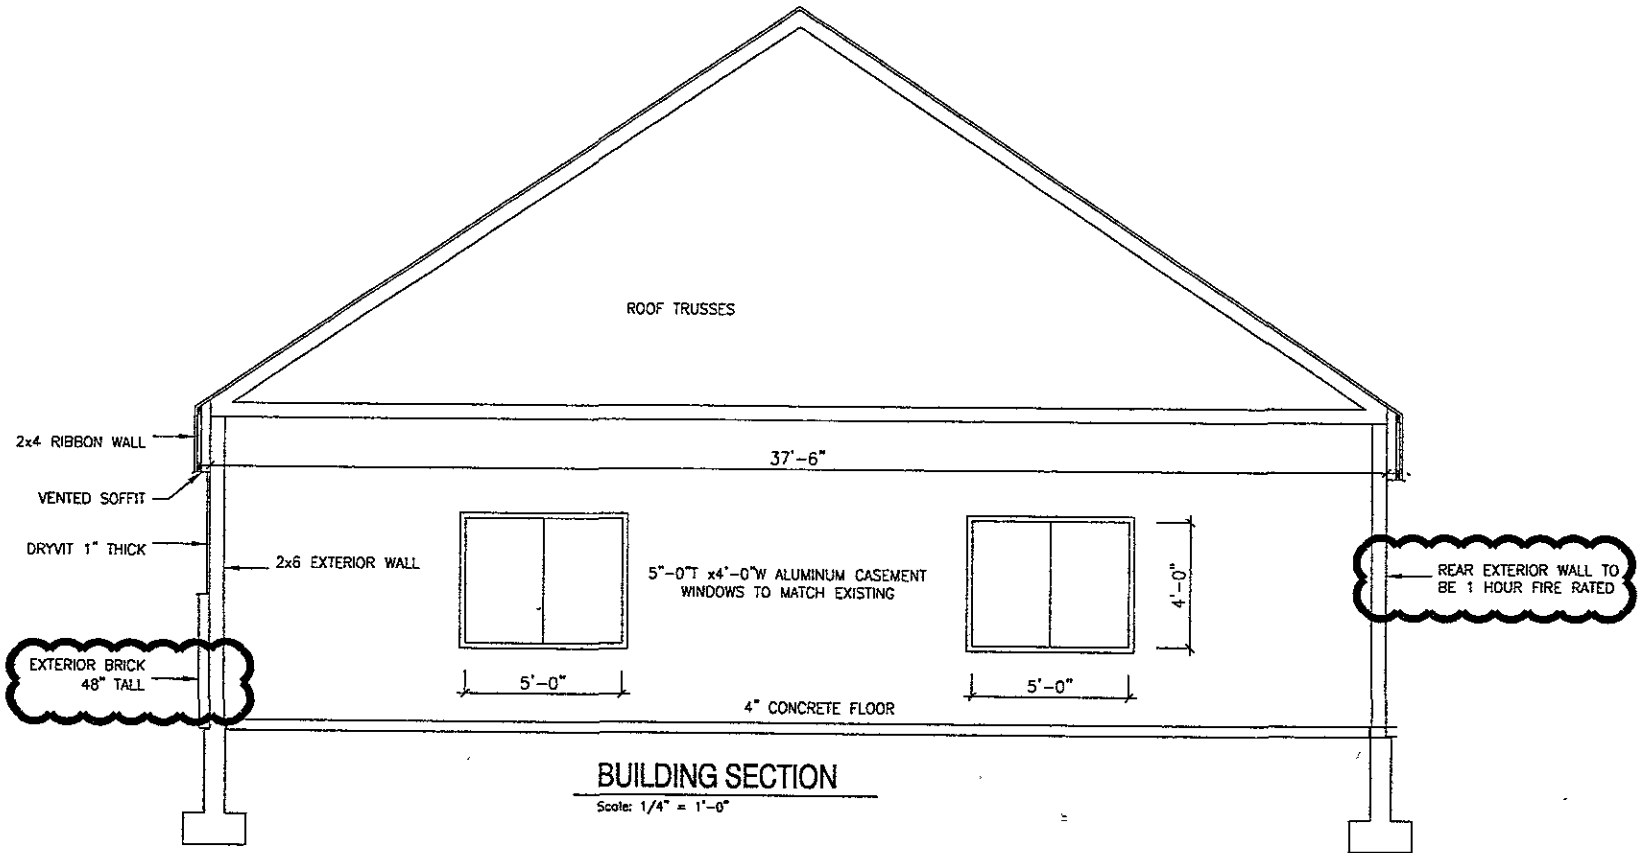 ROOF TRUSSES
2x4 RIBBON WALL
37'-6"
VENTED SOFFIT
DRYVIT 1" THICK
2x6 EXTERIOR WALL
5"-0"T x4'-0"W ALUMINUM CASEMENT
WINDOWS TO MATCH EXISTING
4'-0"
REAR EXTERIOR WALL TO
BE 1 HOUR FIRE RATED
EXTERIOR BRICK
48" TALL
5'-0"
5'-0"
4" CONCRETE FLOOR
BUILDING SECTION
Scale: 1/4" = 1'-0"